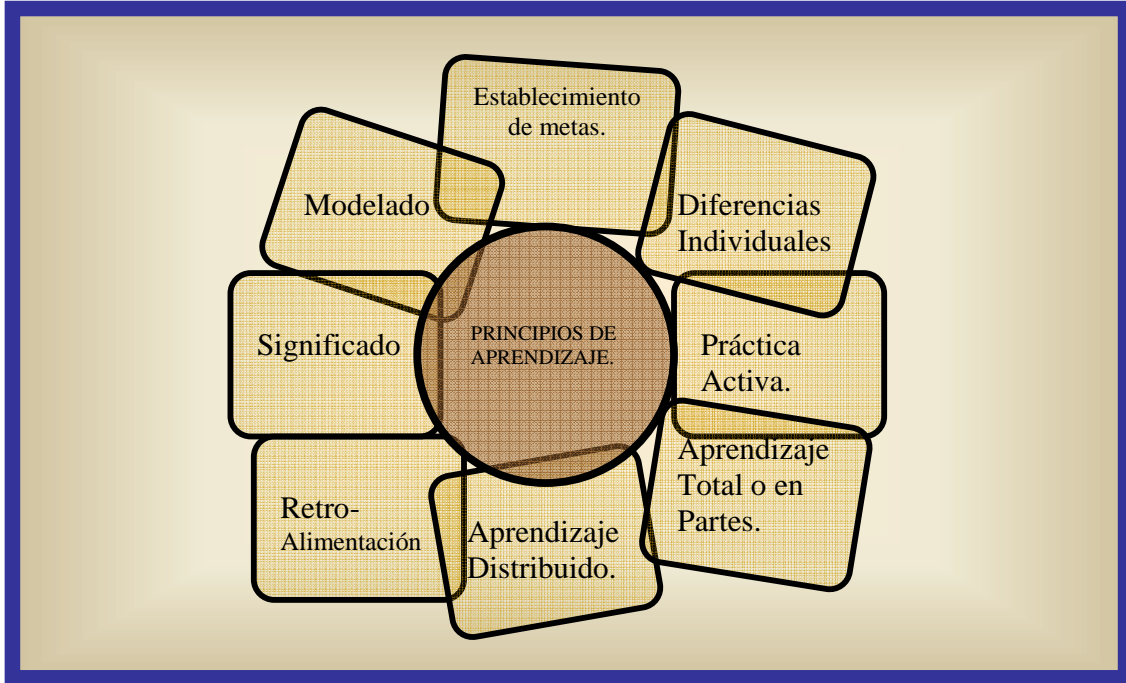 Establecimiento
de metas.
Modelado
Diferencias
Individuales
Significado
PRINCIPIOS DE
APRENDIZAJE.
Práctica
Activa.
Aprendizaje
Total o en
Partes.
Retro-
Alimentación
Aprendizaje
Distribuido.